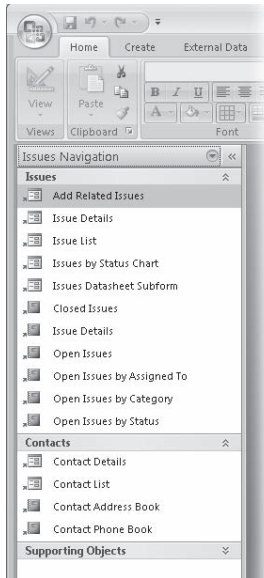 Home Create External Data
View
Paste
B I U
A
Views Clipboard Font
Issues Navigation
Issues
Add Related Issues
Issue Details
Issue List
Issues by Status Chart
Issues Datasheet Subform
Closed Issues
Issue Details
Open Issues
Open Issues by Assigned To
Open Issues by Category
Open Issues by Status
Contacts
Contact Details
Contact List
Contact Address Book
Contact Phone Book
Supporting Objects